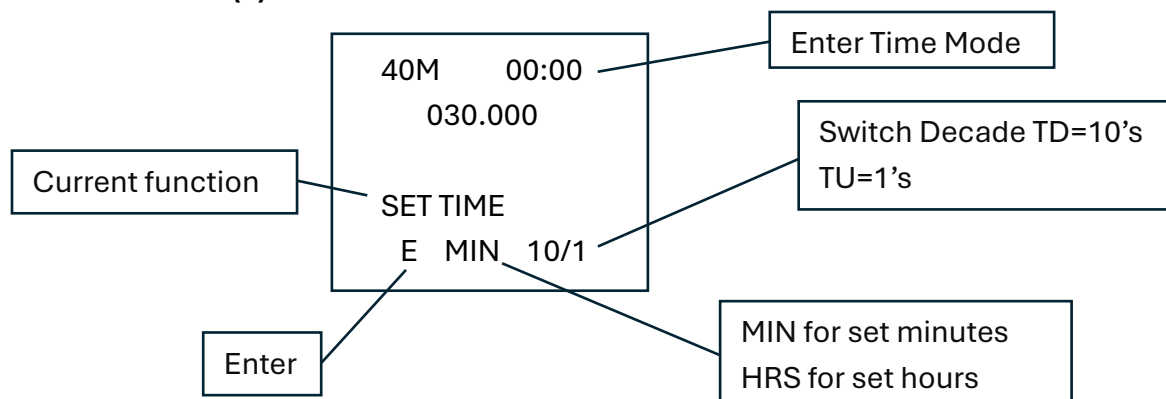 Enter Time Mode
40M 00:00
030.000
Switch Decade TD=10’s
TU=1’s
Current function
SET TIME
E MIN 10/1
MIN for set minutes
HRS for set hours
Enter